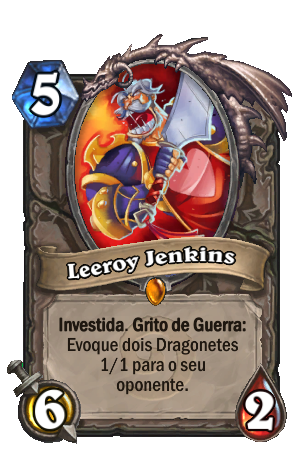 5
Leeroy Jenkins
Investida. Grito de Guerra:
Evoque dois Dragonetes
1/1 para o seu
oponente.
6
2